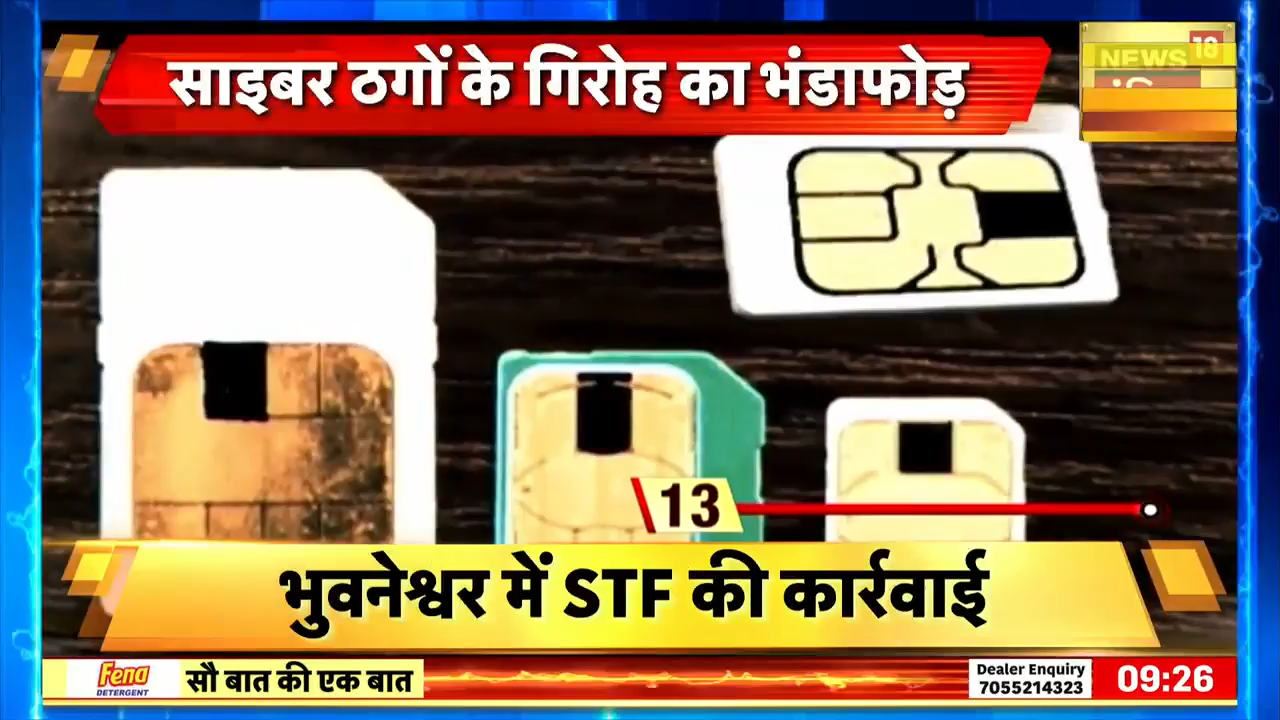 साइबर ठगों के गिरोह का भंडाफोड़
NEWS 18
13
भुवनेश्वर में STF की कार्रवाई
Fena
DETERGENT
सौ बात की एक बात
Dealer Enquiry
7055214323
09:26